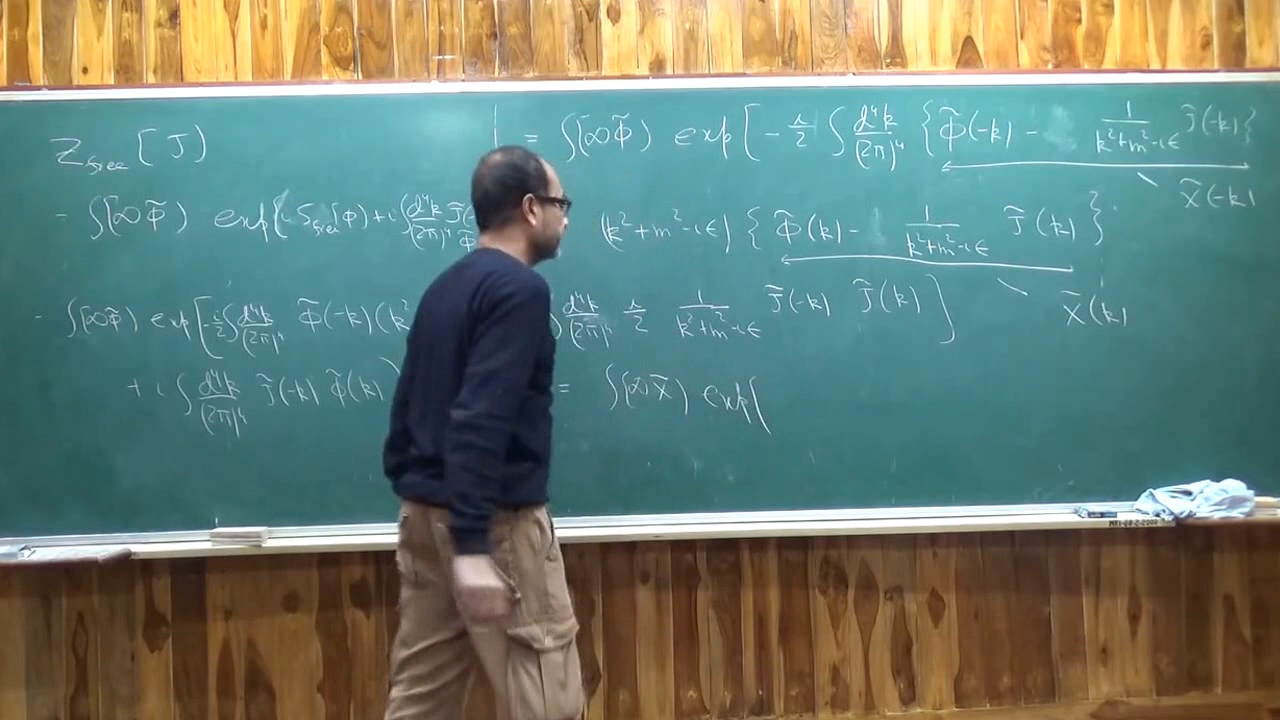 Z_free [J]
- ∫[𝒟Φ̃] exp[i S_free[Φ] + i∫ d⁴k/(2π)⁴ J̃( Φ̃
- ∫[𝒟Φ̃] exp[-i/2 ∫ d⁴k/(2π)⁴ Φ̃(-k)(k²
+ i ∫ d⁴k/(2π)⁴ J̃(-k) Φ̃(k)
= ∫[𝒟Φ̃] exp[-i/2 ∫ d⁴k/(2π)⁴ {Φ̃(-k) - 1/(k²+m²-iε) J̃(-k)}
X̃(-k)
(k²+m²-iε) {Φ̃(k) - 1/(k²+m²-iε) J̃(k)}
X̃(k)
d⁴k/(2π)⁴ i/2 1/(k²+m²-iε) J̃(-k) J̃(k)]
= ∫[𝒟X̃] exp[